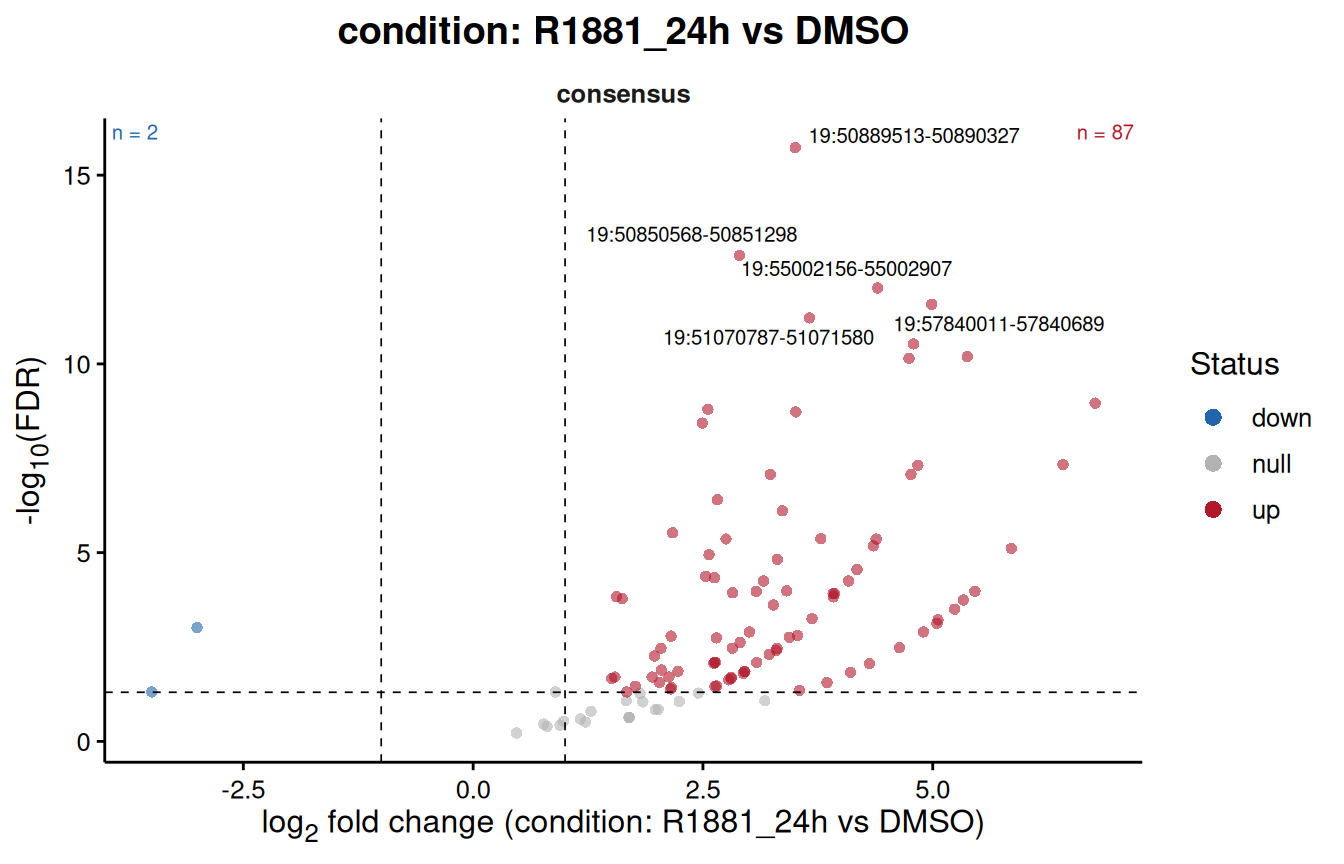 condition: R1881_24h vs DMSO
consensus
n = 2
n = 87
19:50889513-50890327
19:50850568-50851298
19:55002156-55002907
19:57840011-57840689
19:51070787-51071580
15
10
5
0
-log10(FDR)
-2.5
0.0
2.5
5.0
log2 fold change (condition: R1881_24h vs DMSO)
Status
down
null
up